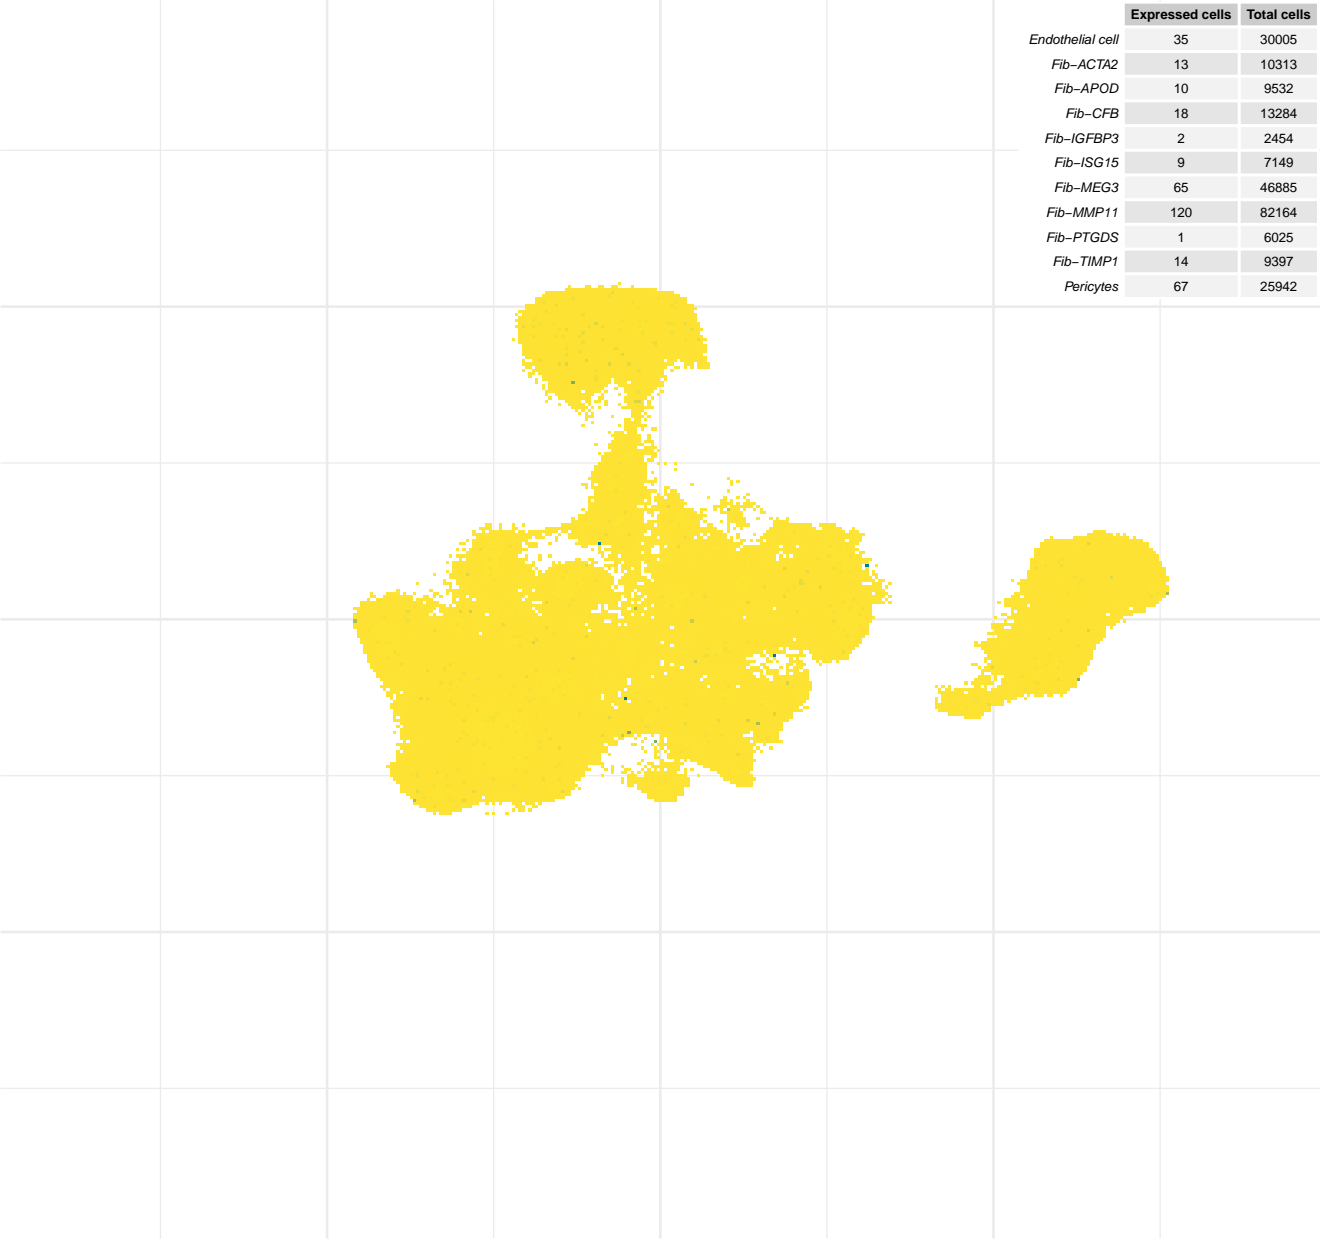 Expressed cells Total cells
Endothelial cell 35 30005
Fib−ACTA2 13 10313
Fib−APOD 10 9532
Fib−CFB 18 13284
Fib−IGFBP3 2 2454
Fib−ISG15 9 7149
Fib−MEG3 65 46885
Fib−MMP11 120 82164
Fib−PTGDS 1 6025
Fib−TIMP1 14 9397
Pericytes 67 25942